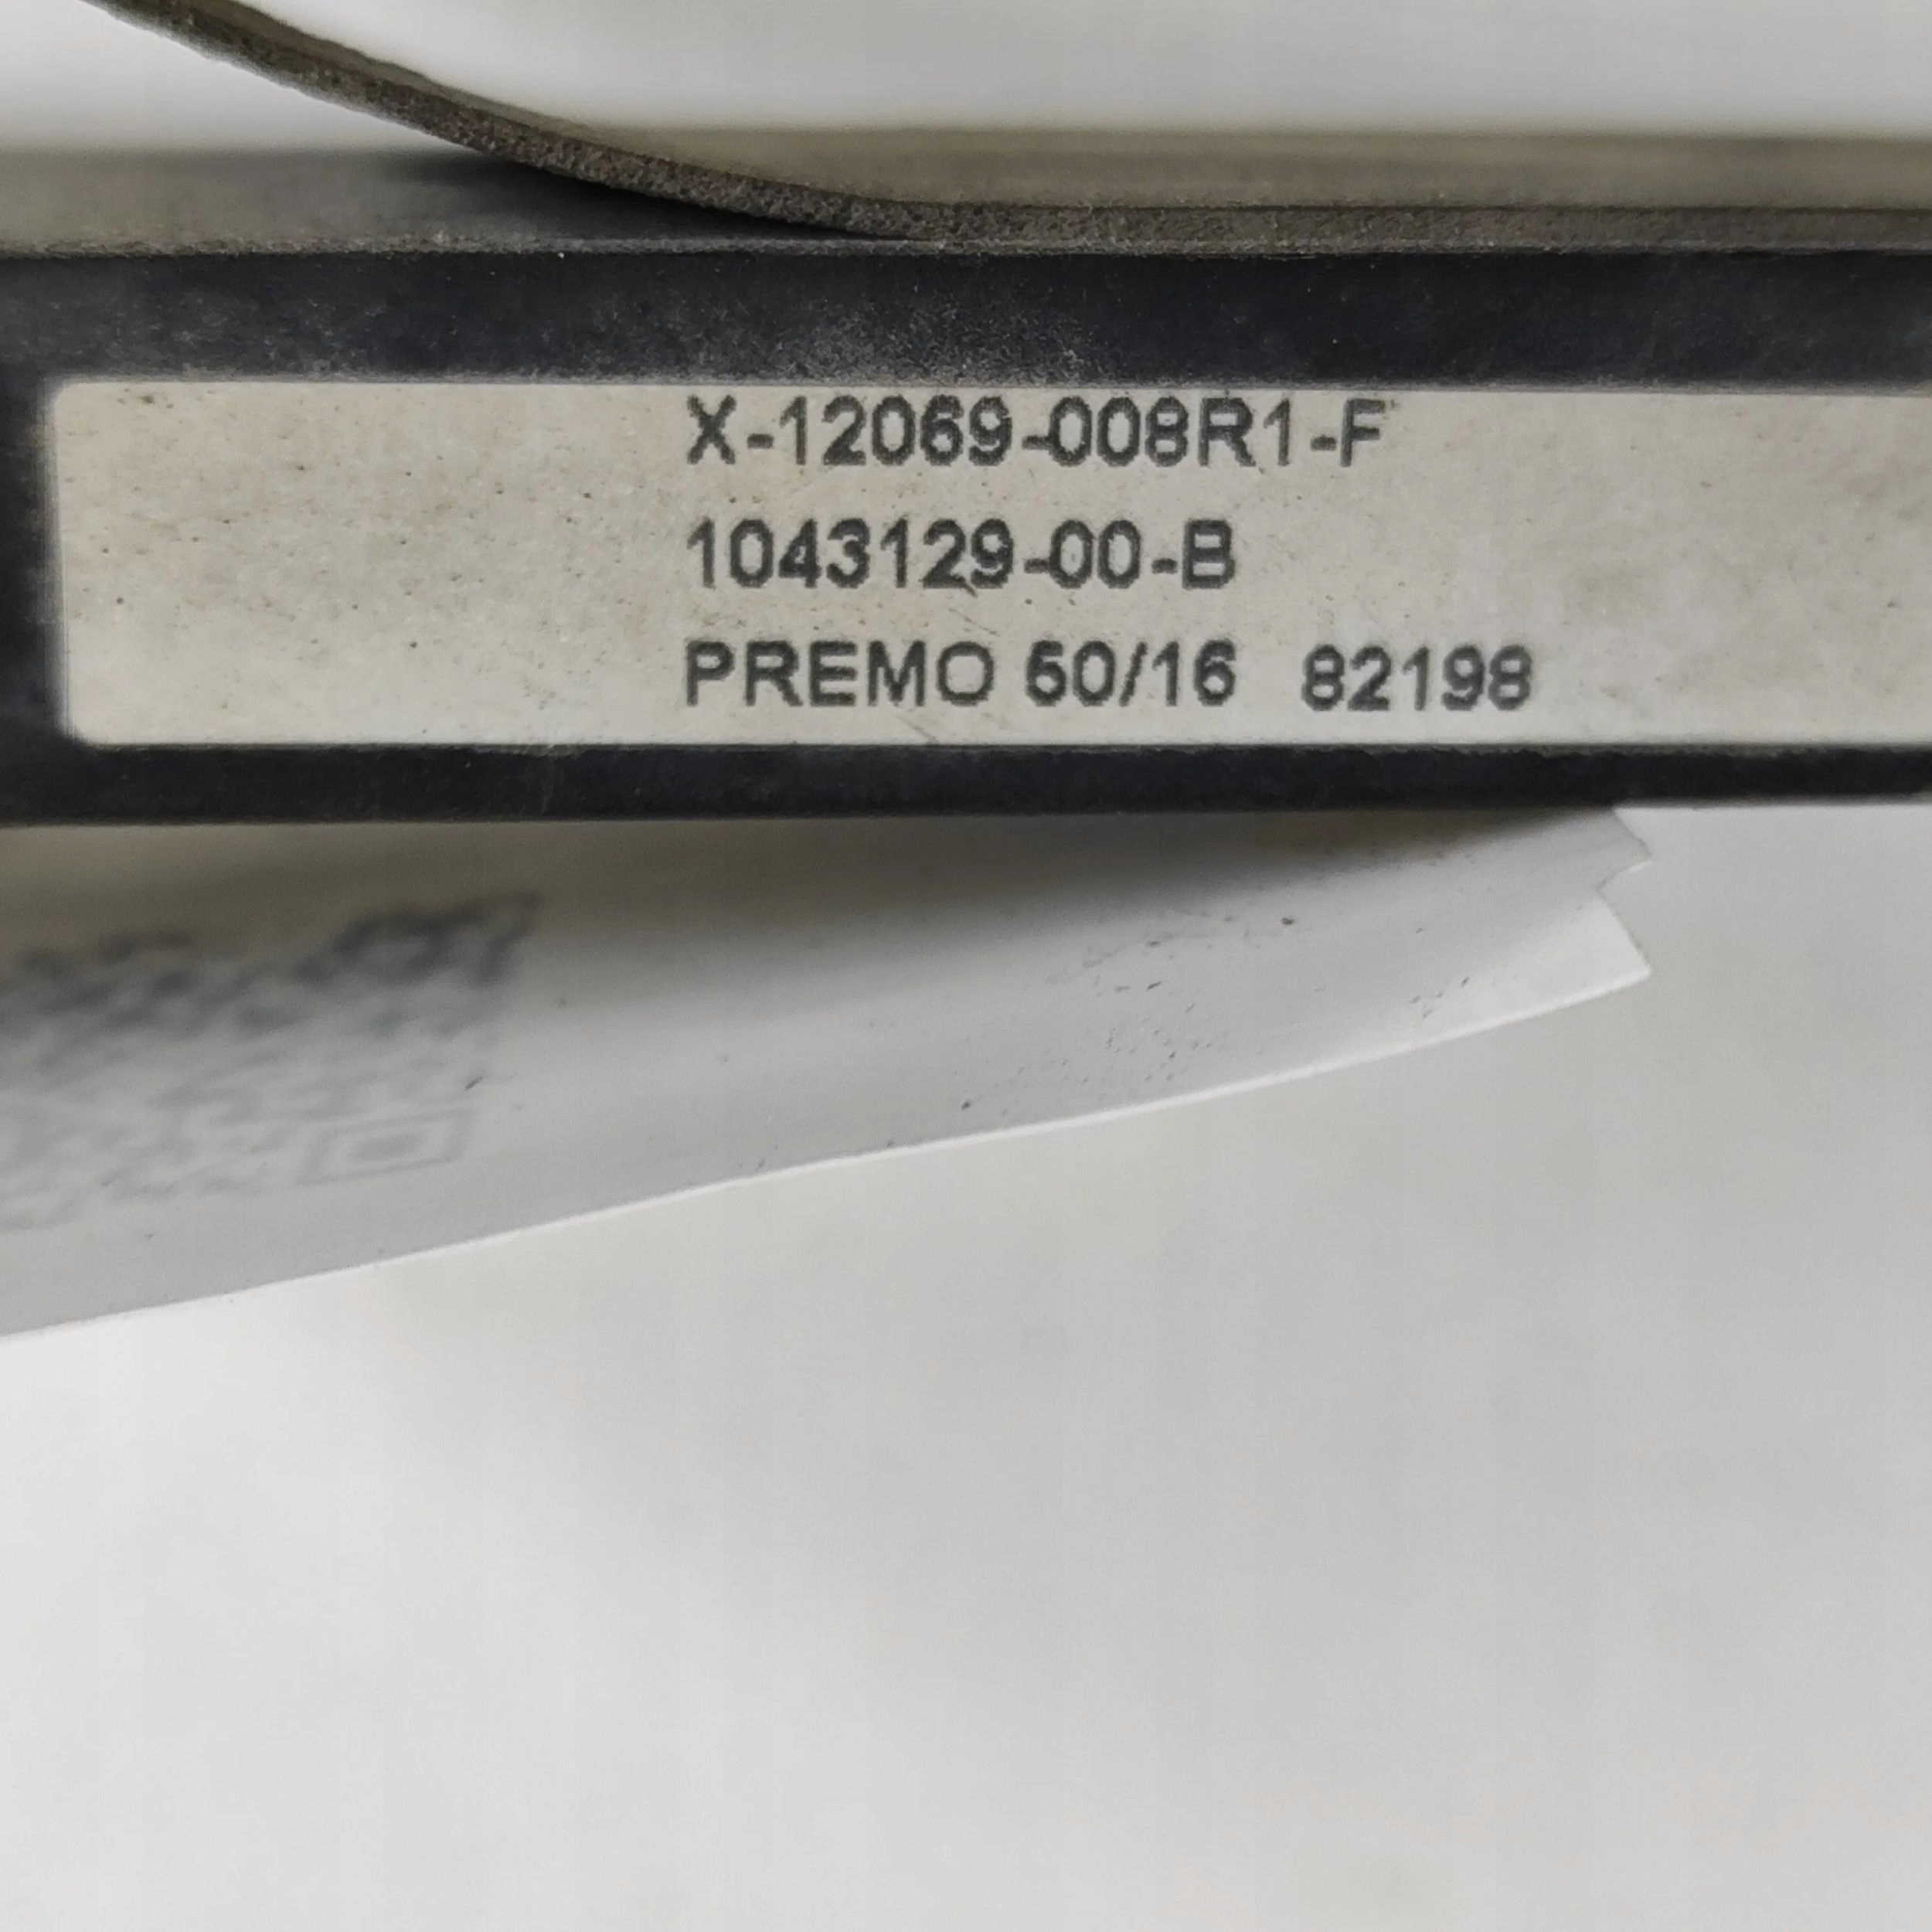 X-12069-008R1-F
1043129-00-B
PREMO 50/16 82198